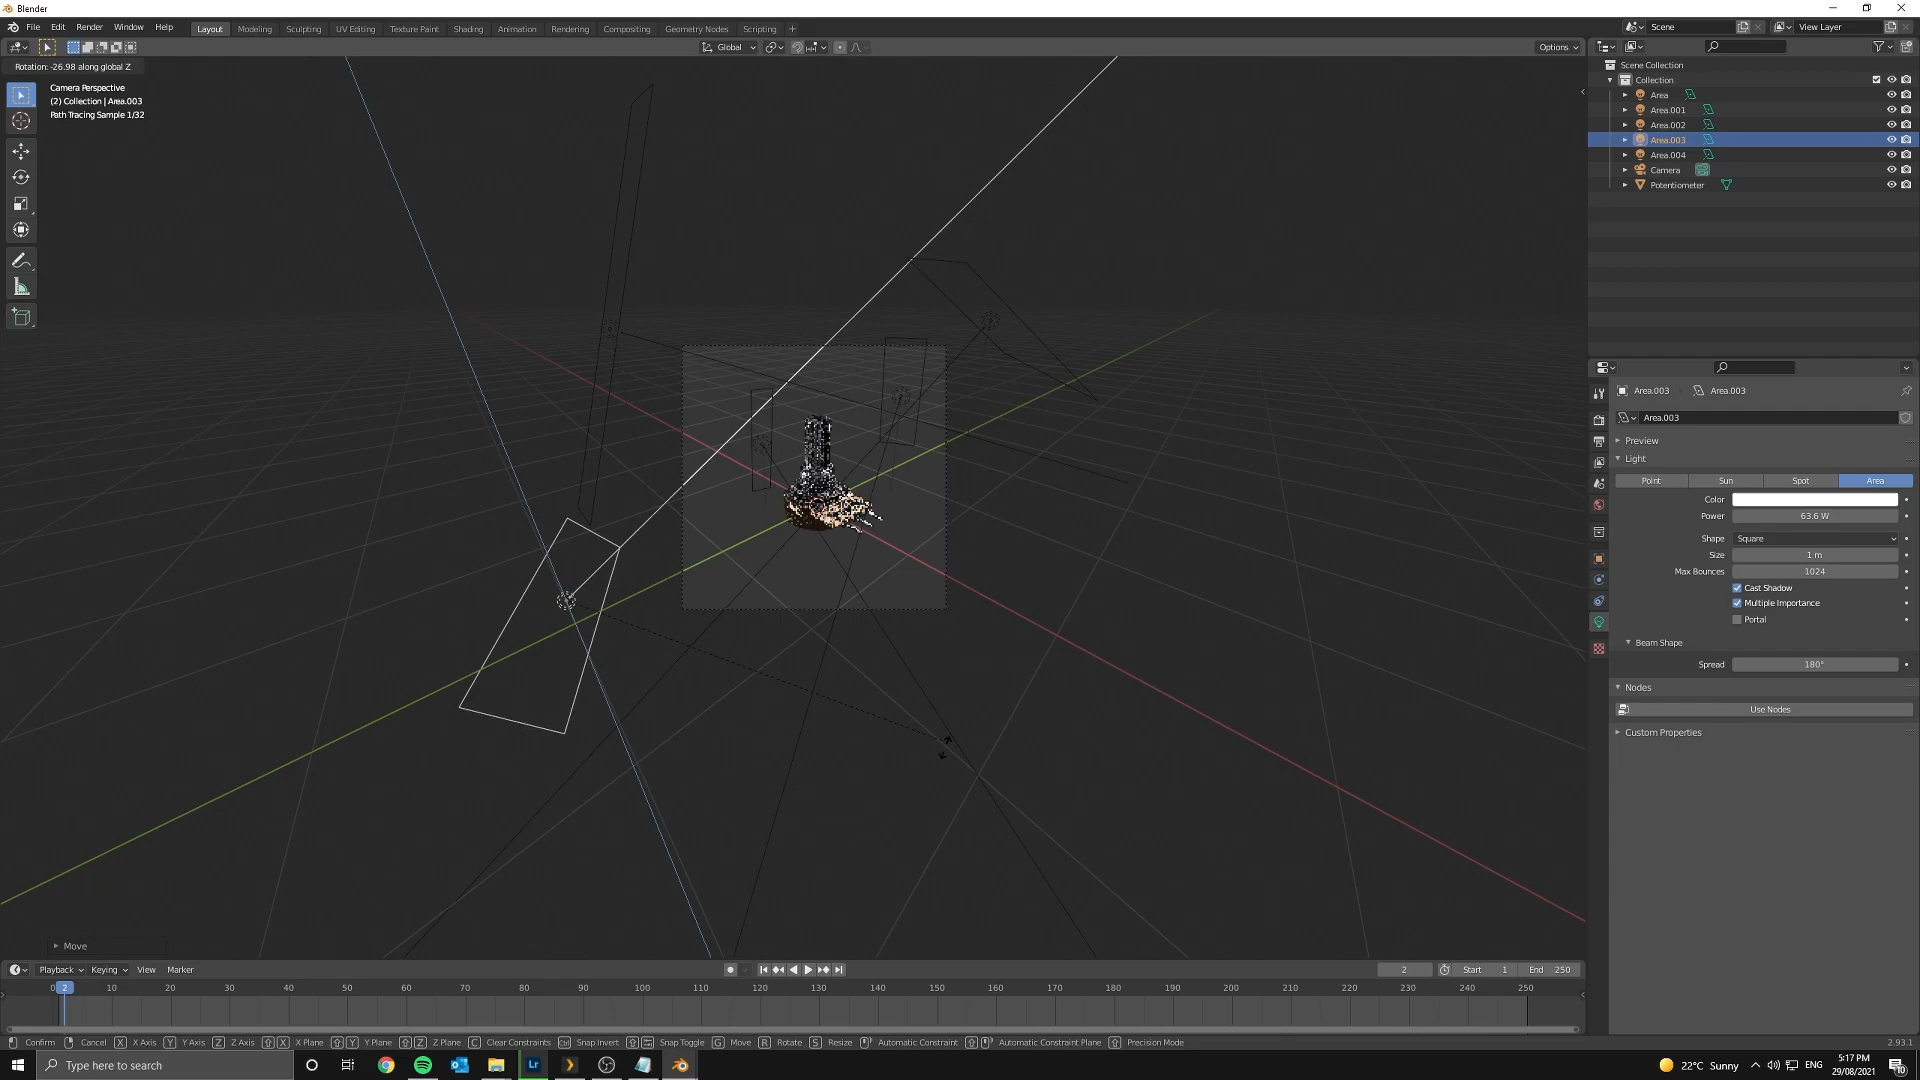 Blender
File Edit Render Window Help Layout Modeling Sculpting UV Editing Texture Paint Shading Animation Rendering Compositing Geometry Nodes Scripting + Scene View Layer
Global Options
Rotation: -26.98 along global Z
Camera Perspective
(2) Collection | Area.003
Path Tracing Sample 1/32
Scene Collection
Collection
Area
Area.001
Area.002
Area.003
Area.004
Camera
Potentiometer
Area.003 Area.003
Area.003
Preview
Light
Point Sun Spot Area
Color
Power 63.6 W
Shape Square
Size 1 m
Max Bounces 1024
Cast Shadow
Multiple Importance
Portal
Beam Shape
Spread 180°
Nodes
Use Nodes
Custom Properties
Move
Playback Keying View Marker 2 Start 1 End 250
0 2 10 20 30 40 50 60 70 80 90 100 110 120 130 140 150 160 170 180 190 200 210 220 230 240 250
Confirm Cancel X X Axis Y Y Axis Z Z Axis X X Plane Y Y Plane Z Z Plane C Clear Constraints Ctrl Snap Invert Snap Toggle G Move R Rotate S Resize Automatic Constraint Automatic Constraint Plane Precision Mode 2.93.1
Type here to search Lr 22°C Sunny ENG 5:17 PM
29/08/2021 10